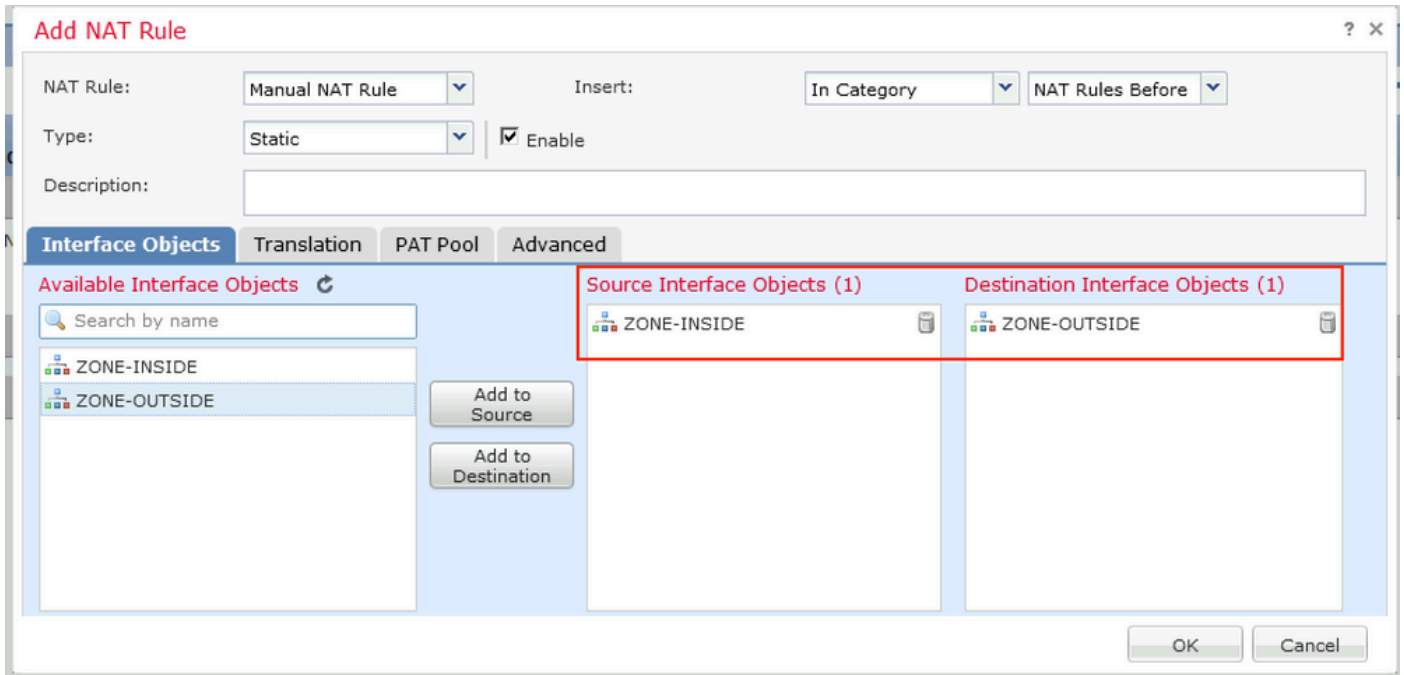 Add NAT Rule
? ×
NAT Rule:
Manual NAT Rule
Insert:
In Category
NAT Rules Before
Type:
Static
Enable
Description:
Interface Objects
Translation
PAT Pool
Advanced
Available Interface Objects
Search by name
ZONE-INSIDE
ZONE-OUTSIDE
Add to
Source
Add to
Destination
Source Interface Objects (1)
ZONE-INSIDE
Destination Interface Objects (1)
ZONE-OUTSIDE
OK
Cancel